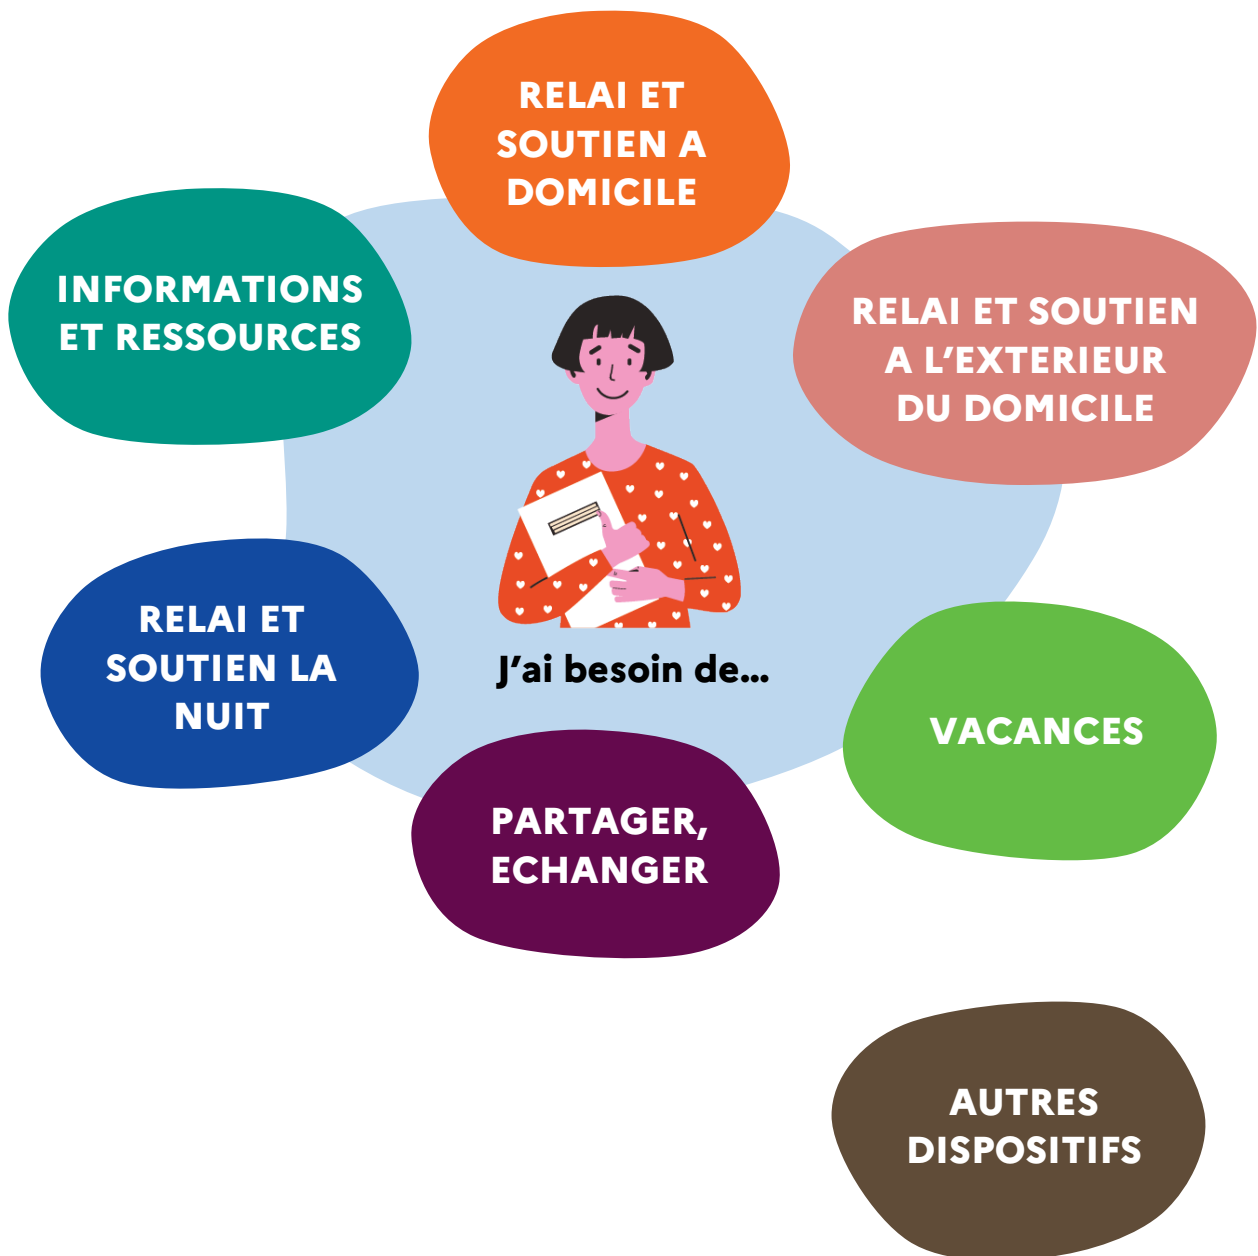 RELAI ET
SOUTIEN A
DOMICILE
INFORMATIONS
ET RESSOURCES
RELAI ET SOUTIEN
A L’EXTERIEUR
DU DOMICILE
RELAI ET
SOUTIEN LA
NUIT
J’ai besoin de...
VACANCES
PARTAGER,
ECHANGER
AUTRES
DISPOSITIFS